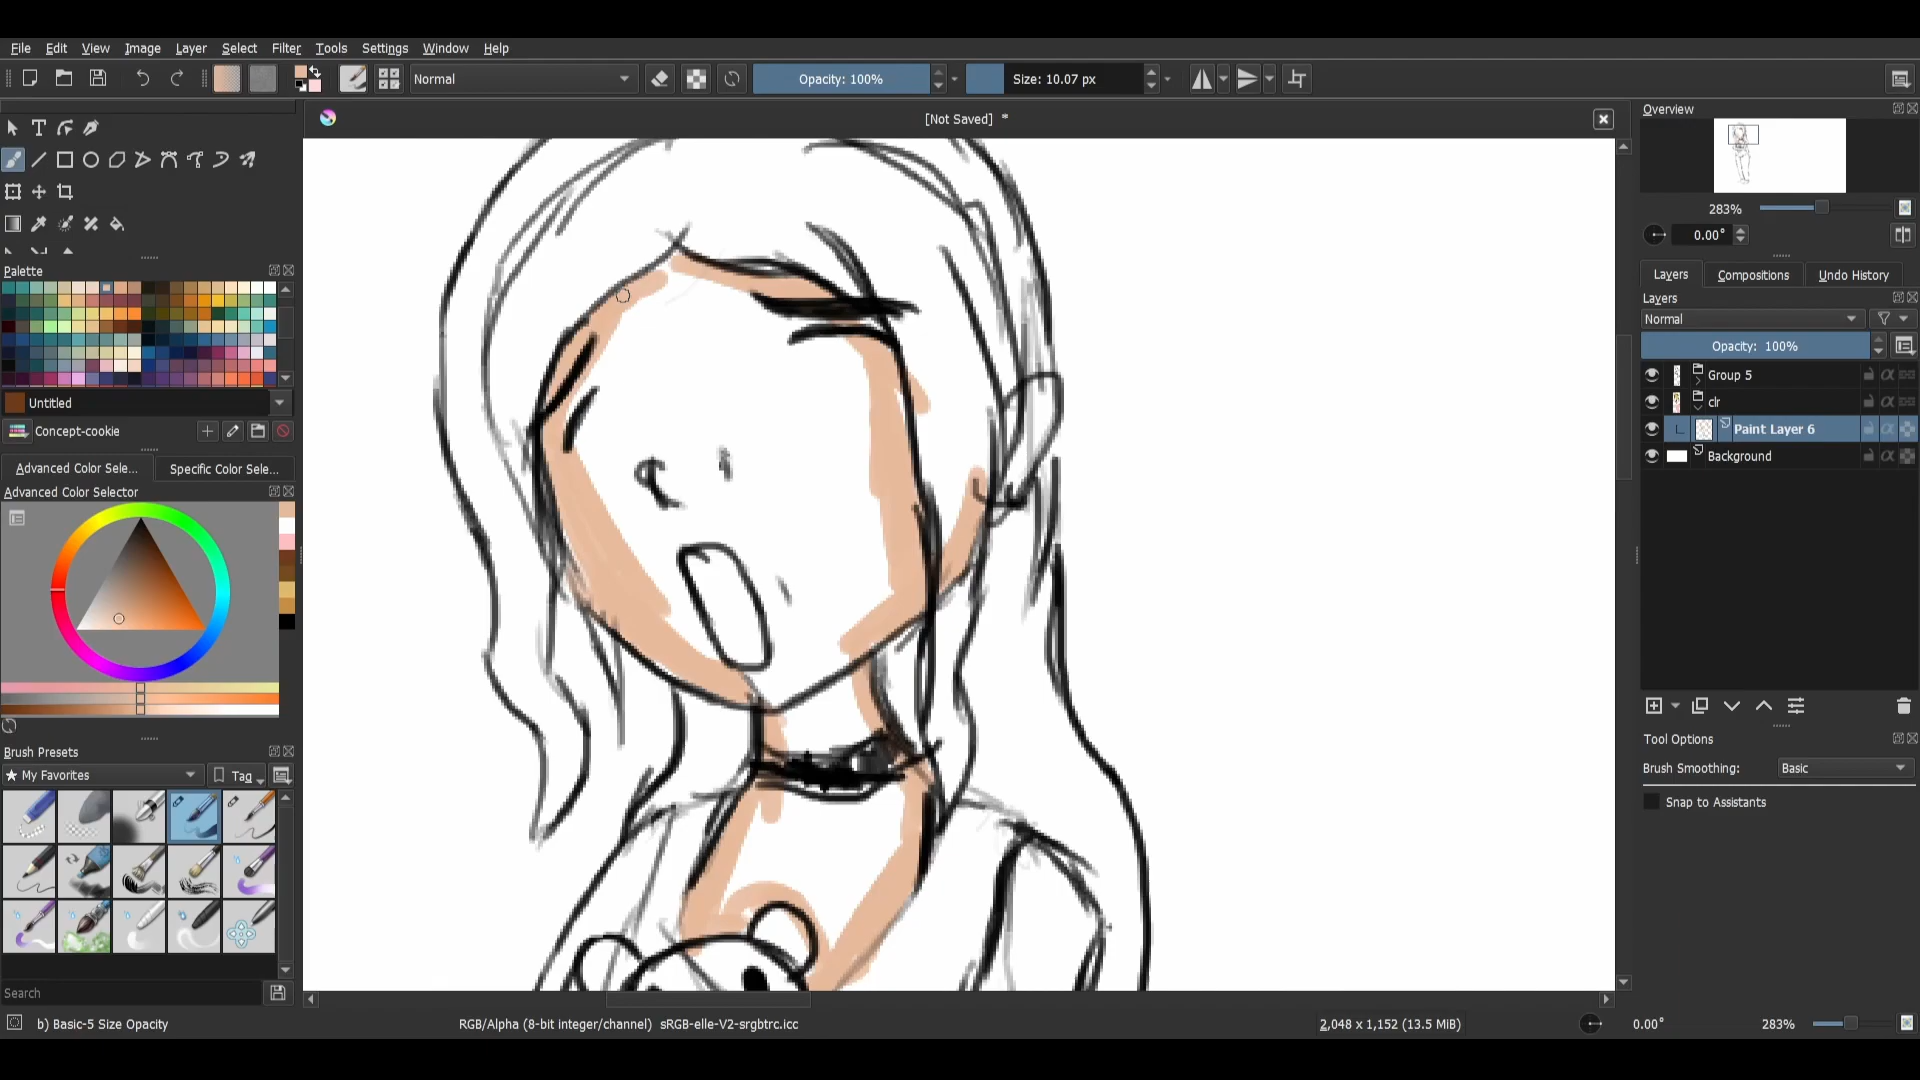 File Edit View Image Layer Select Filter Tools Settings Window Help
Normal
Opacity: 100%
Size: 10.07 px
[Not Saved] *
Overview
283%
0.00°
Palette
Untitled
Concept-cookie
Advanced Color Sele...
Specific Color Sele...
Advanced Color Selector
Brush Presets
My Favorites
Tag
Search
b) Basic-5 Size Opacity
RGB/Alpha (8-bit integer/channel) sRGB-elle-V2-srgbtrc.icc
2,048 x 1,152 (13.5 MiB)
0.00°
283%
Layers
Compositions
Undo History
Layers
Normal
Opacity: 100%
Group 5
clr
Paint Layer 6
Background
Tool Options
Brush Smoothing:
Basic
Snap to Assistants